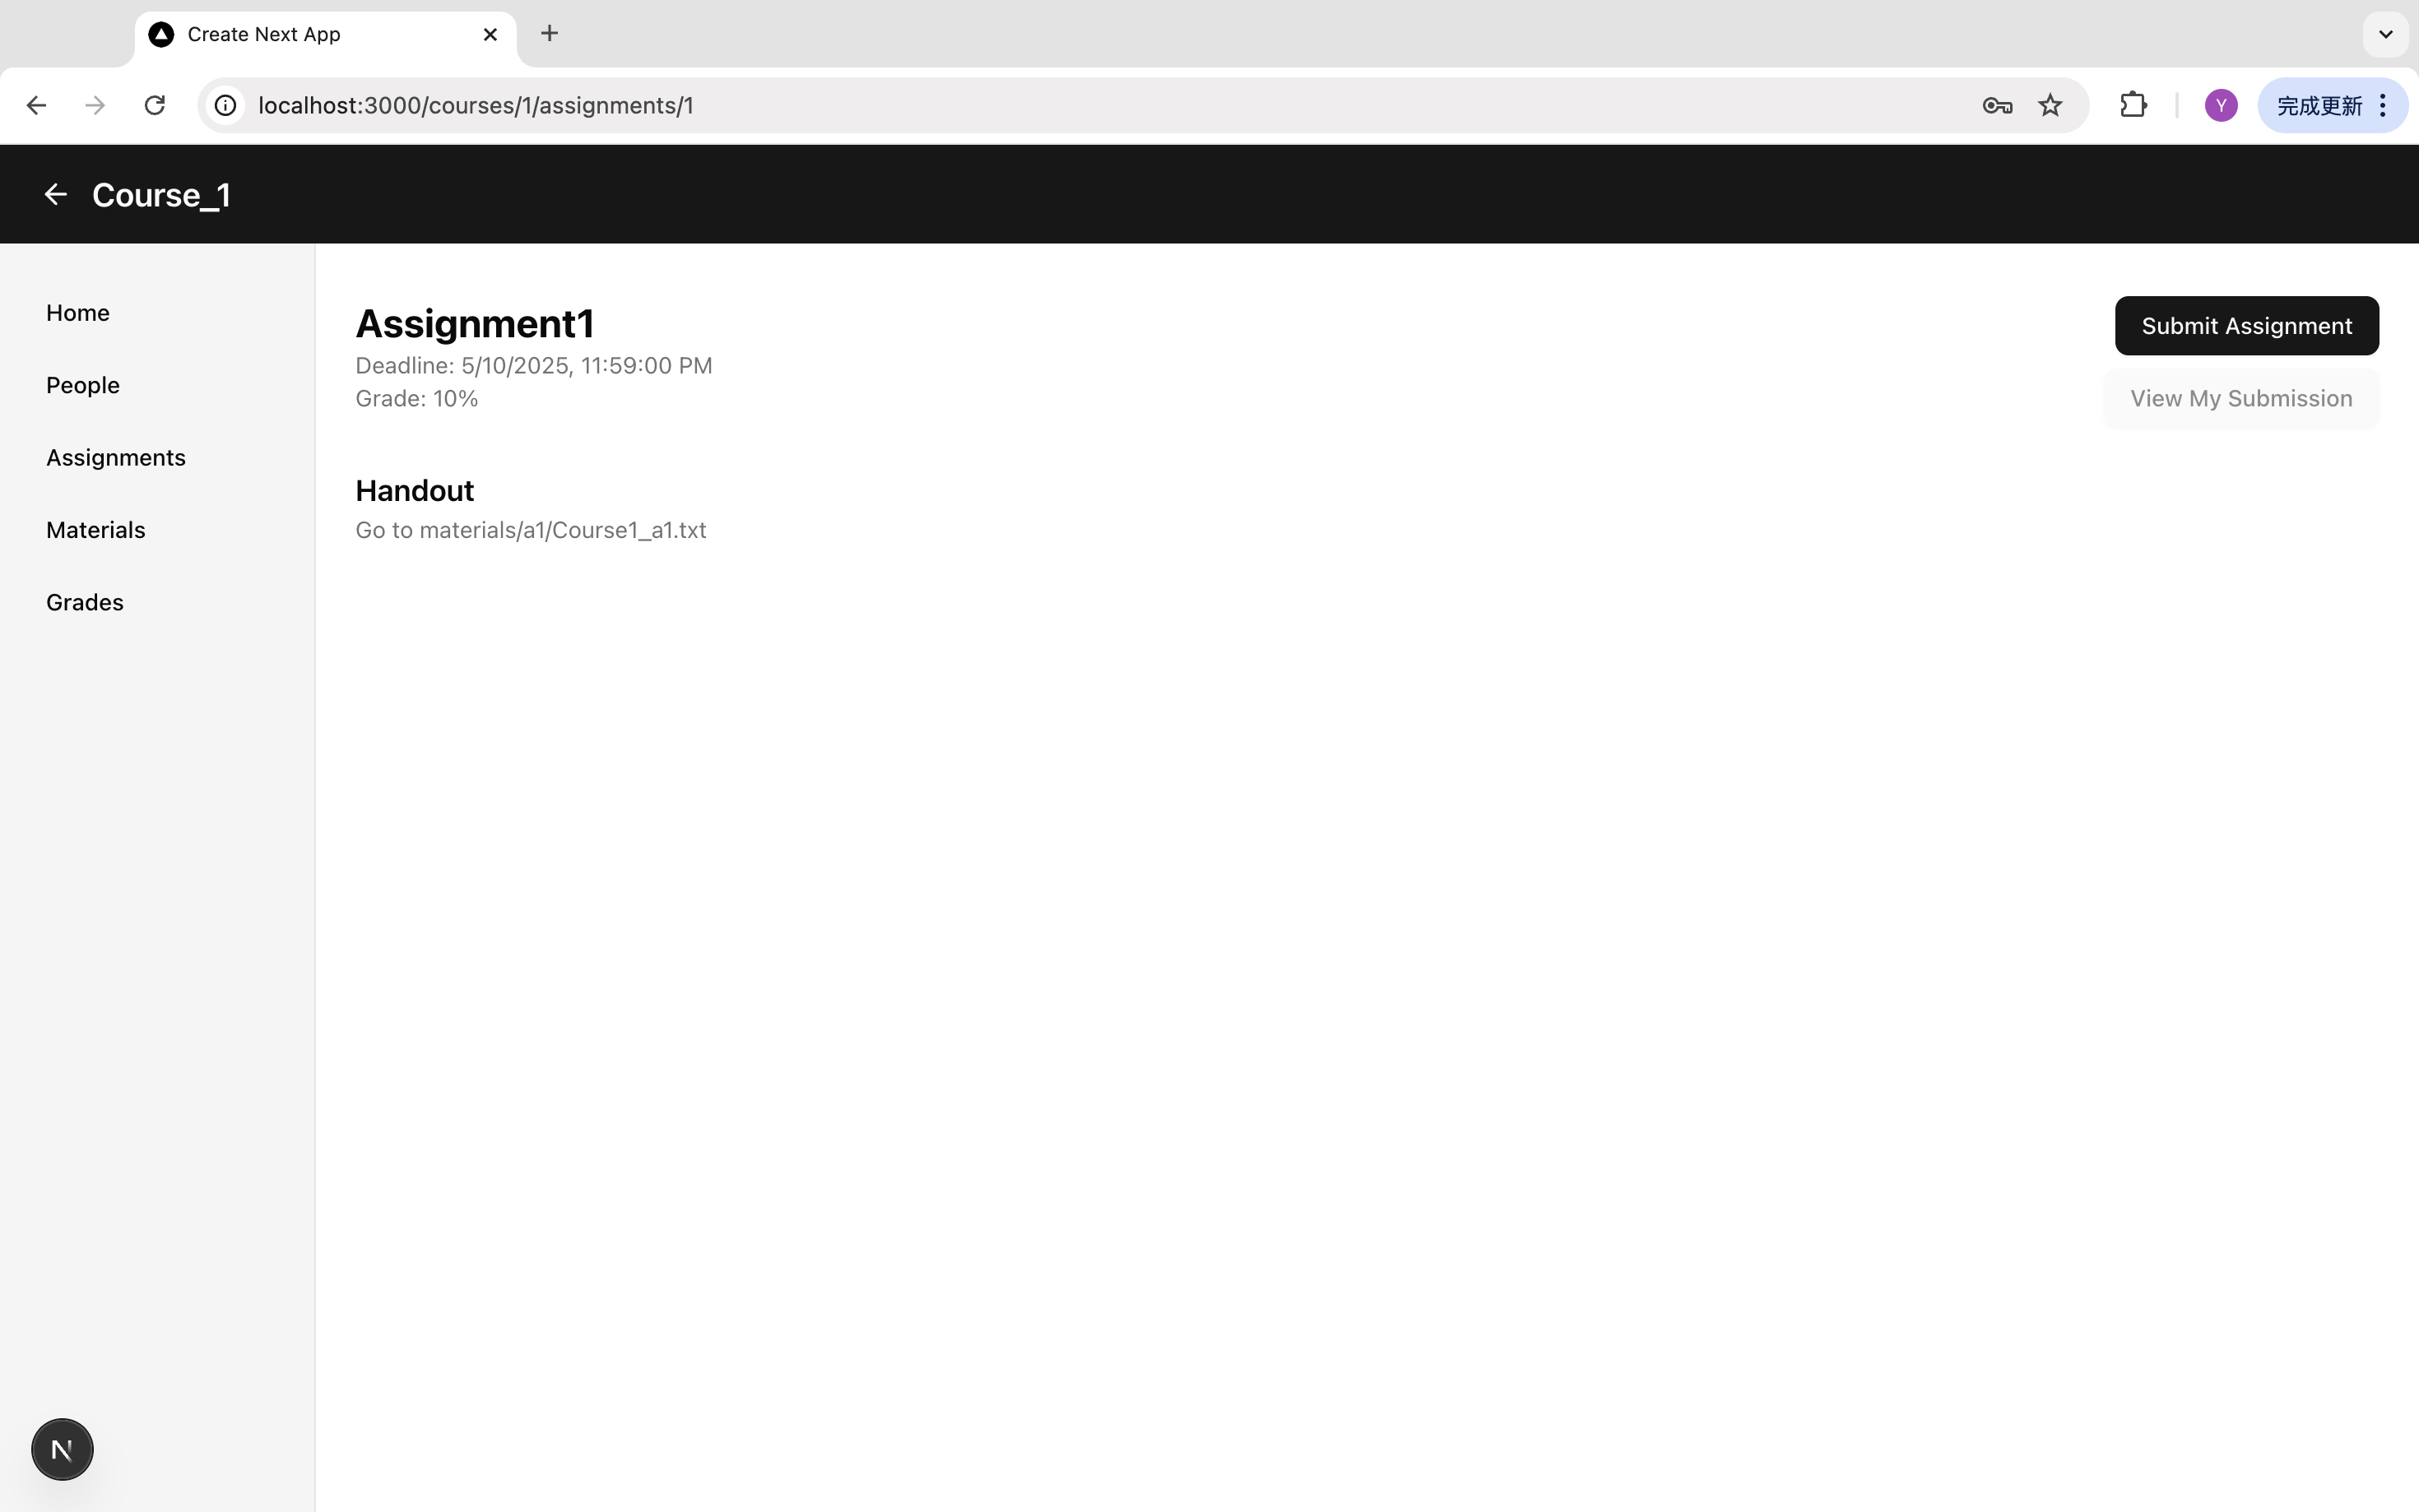 Create Next App
localhost:3000/courses/1/assignments/1
Y
完成更新
Course_1
Home
People
Assignments
Materials
Grades
Assignment1
Deadline: 5/10/2025, 11:59:00 PM
Grade: 10%
Submit Assignment
View My Submission
Handout
Go to materials/a1/Course1_a1.txt
N